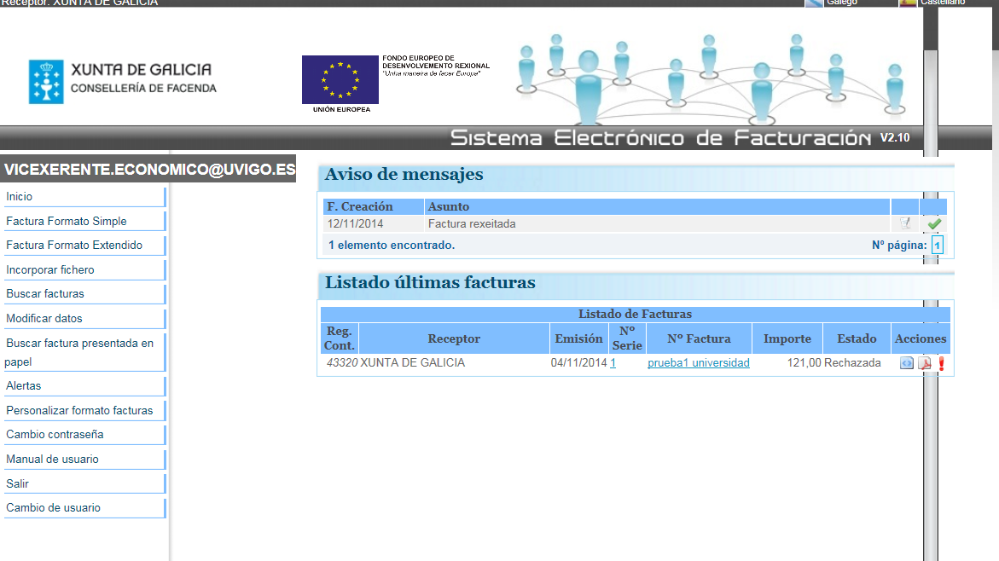 Receptor: XUNTA DE GALICIA
Galego
Castellano
XUNTA DE GALICIA
CONSELLERÍA DE FACENDA
FONDO EUROPEO DE
DESENVOLVEMENTO REXIONAL
"Unha maneira de facer Europa"
UNIÓN EUROPEA
Sistema Electrónico de Facturación V2.10
VICEXERENTE.ECONOMICO@UVIGO.ES
Inicio
Factura Formato Simple
Factura Formato Extendido
Incorporar fichero
Buscar facturas
Modificar datos
Buscar factura presentada en
papel
Alertas
Personalizar formato facturas
Cambio contraseña
Manual de usuario
Salir
Cambio de usuario
Aviso de mensajes
F. Creación Asunto
12/11/2014 Factura rexeitada
1 elemento encontrado. Nº página: 1
Listado últimas facturas
Listado de Facturas
Reg. Cont. Receptor Emisión Nº Serie Nº Factura Importe Estado Acciones
43320 XUNTA DE GALICIA 04/11/2014 1 prueba1 universidad 121,00 Rechazada